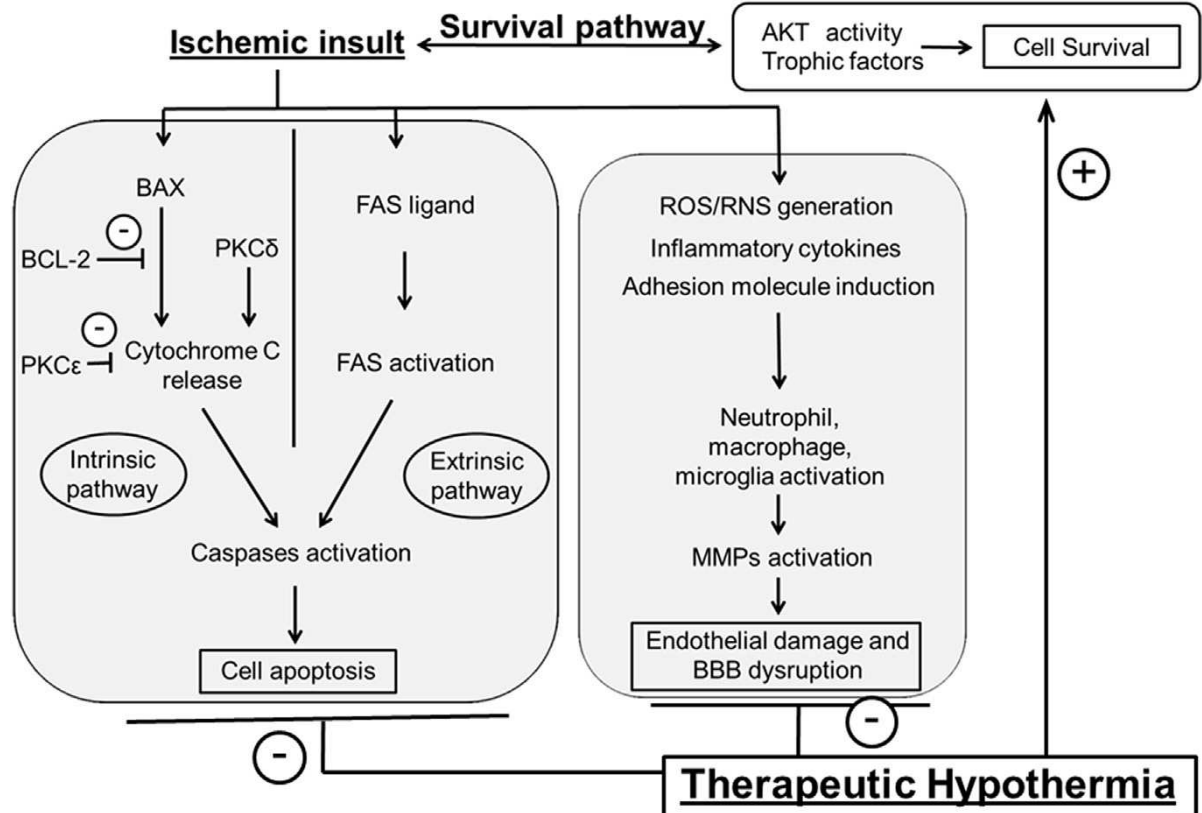 Ischemic insult
Survival pathway
AKT activity
Trophic factors
Cell Survival
+
BAX
-
BCL-2
PKCδ
-
PKCε
Cytochrome C
release
FAS ligand
FAS activation
Intrinsic
pathway
Extrinsic
pathway
Caspases activation
Cell apoptosis
ROS/RNS generation
Inflammatory cytokines
Adhesion molecule induction
Neutrophil,
macrophage,
microglia activation
MMPs activation
Endothelial damage and
BBB disruption
-
-
Therapeutic Hypothermia